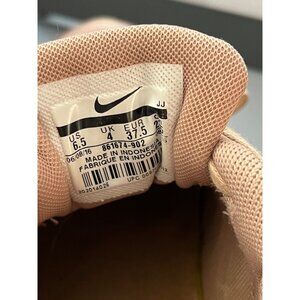 US UK EUR
6.5 4 37.5
06/08/16 861674-902
MADE IN INDONESIA
FABRIQUE EN INDONESIE
UPC
JJ